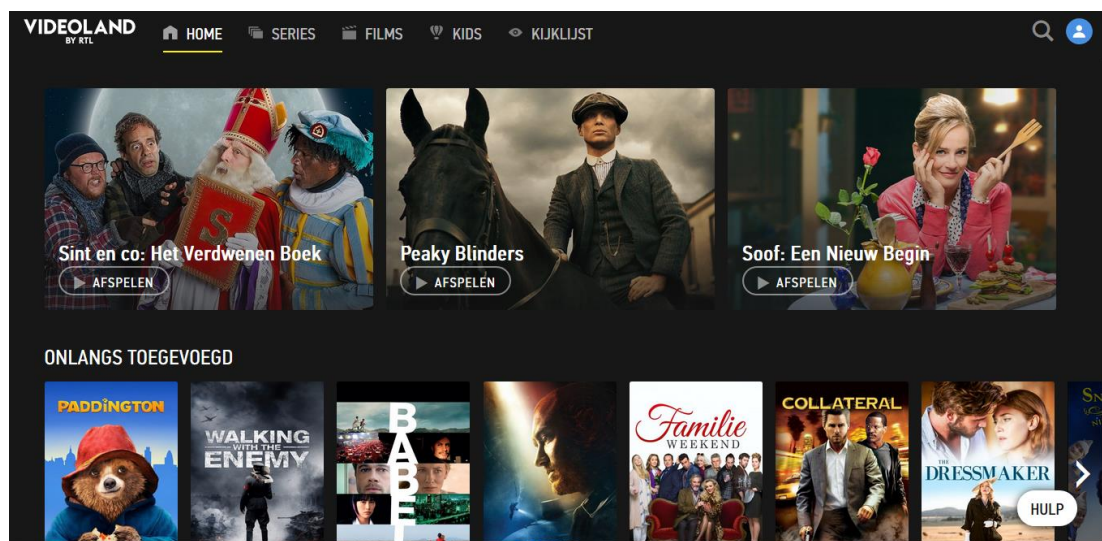 VIDEOLAND
BY RTL
HOME
SERIES
FILMS
KIDS
KIJKLIJST
Sint en co: Het Verdwenen Boek
AFSPELEN
Peaky Blinders
AFSPELEN
Soof: Een Nieuw Begin
AFSPELEN
S
ONLANGS TOEGEVOEGD
PADDINGTON
WALKING
WITH THE
ENEMY
BABEL
Familie
WEEKEND
COLLATERAL
THE
DRESSMAKER
HULP